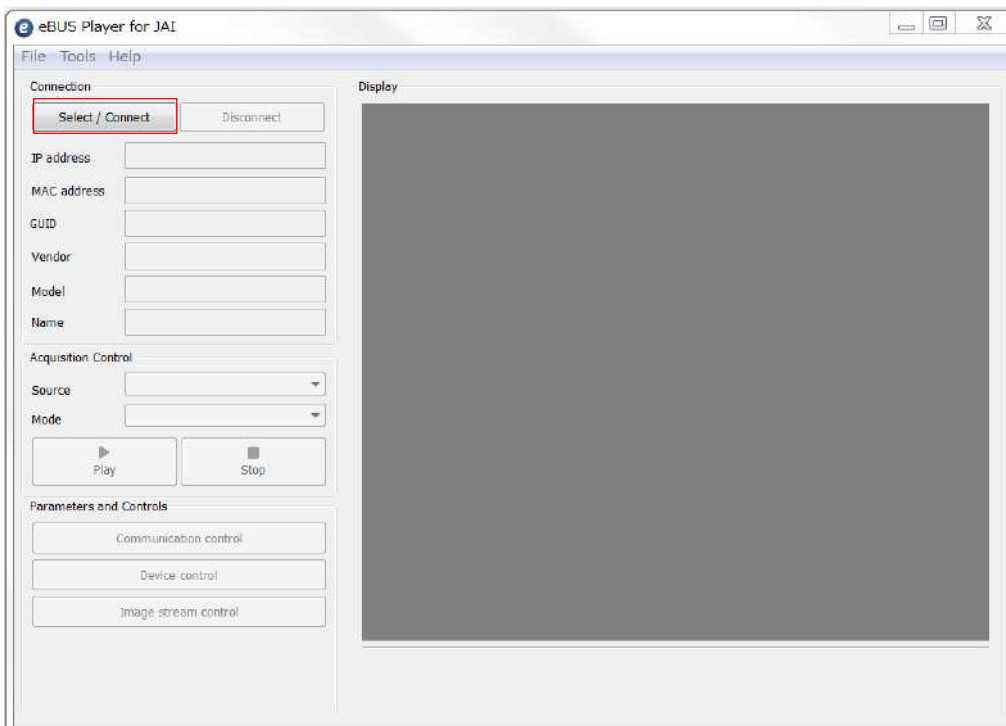 e eBUS Player for JAI
File Tools Help
Connection
Select / Connect Disconnect
IP address
MAC address
GUID
Vendor
Model
Name
Acquisition Control
Source
Mode
Play Stop
Parameters and Controls
Communication control
Device control
Image stream control
Display